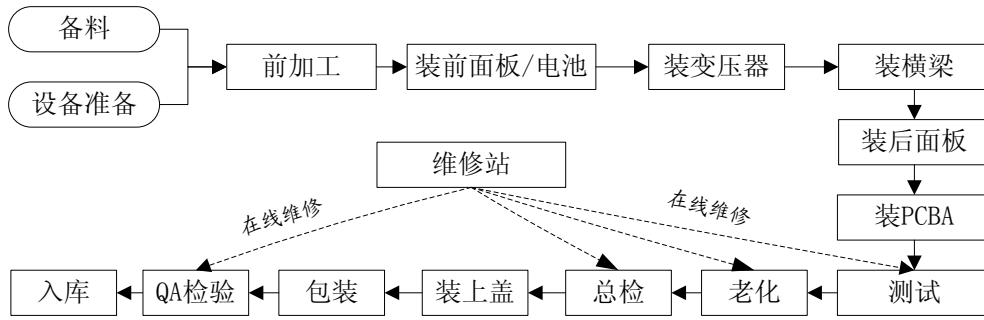 备料
设备准备
前加工
装前面板/电池
装变压器
装横梁
装后面板
维修站
装PCBA
在线维修
在线维修
入库
QA检验
包装
装上盖
总检
老化
测试